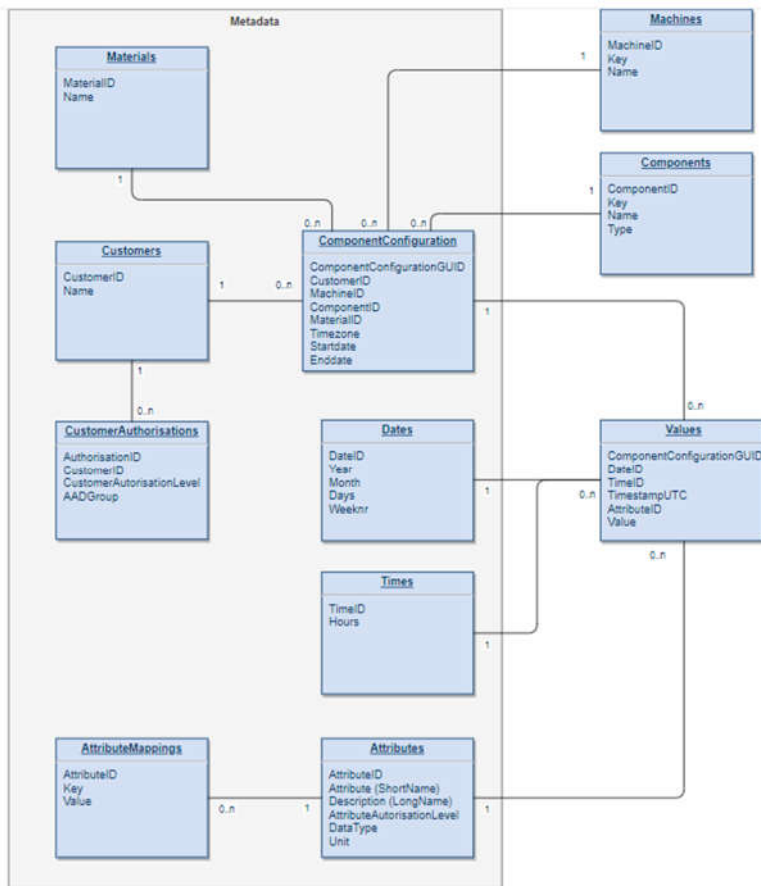 Metadata
Materials
MaterialID
Name
1
Machines
MachineID
Key
Name
1
Components
ComponentID
Key
Name
Type
1
0..n
0..n
0..n
ComponentConfiguration
ComponentConfigurationGUID
CustomerID
MachineID
ComponentID
MaterialID
Timezone
Startdate
Enddate
Customers
CustomerID
Name
1
0..n
1
1
0..n
0..n
CustomerAuthorisations
AuthorisationID
CustomerID
CustomerAutorisationLevel
AADGroup
Dates
DateID
Year
Month
Days
Weeknr
1
Values
ComponentConfigurationGUID
DateID
TimeID
TimestampUTC
AttributeID
Value
0..n
0..n
Times
TimeID
Hours
1
AttributeMappings
AttributeID
Key
Value
0..n
1
Attributes
AttributeID
Attribute (ShortName)
Description (LongName)
AttributeAutorisationLevel
DataType
Unit
1